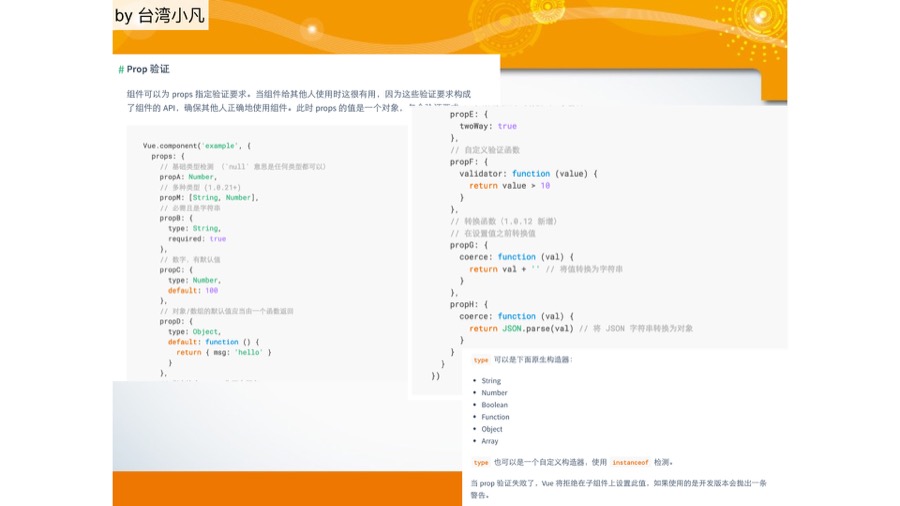 by 台湾小凡
# Prop 验证
组件可以为 props 指定验证要求。当组件给其他人使用时这很有用，因为这些验证要求构成
了组件的 API，确保其他人正确地使用组件。此时 props 的值是一个对象，
Vue.component('example', {
props: {
// 基础类型检测 （`null` 意思是任何类型都可以）
propA: Number,
// 多种类型 (1.0.21+)
propM: [String, Number],
// 必需且是字符串
propB: {
type: String,
required: true
},
// 数字，有默认值
propC: {
type: Number,
default: 100
},
// 对象/数组的默认值应当由一个函数返回
propD: {
type: Object,
default: function () {
return { msg: 'hello' }
}
},
propE: {
twoWay: true
},
// 自定义验证函数
propF: {
validator: function (value) {
return value > 10
}
},
// 转换函数（1.0.12 新增）
// 在设置值之前转换值
propG: {
coerce: function (val) {
return val + '' // 将值转换为字符串
}
},
propH: {
coerce: function (val) {
return JSON.parse(val) // 将 JSON 字符串转换为对象
}
}
}
})
type 可以是下面原生构造器：
• String
• Number
• Boolean
• Function
• Object
• Array
type 也可以是一个自定义构造器，使用 instanceof 检测。
当 prop 验证失败了，Vue 将拒绝在子组件上设置此值，如果使用的是开发版本会抛出一条
警告。